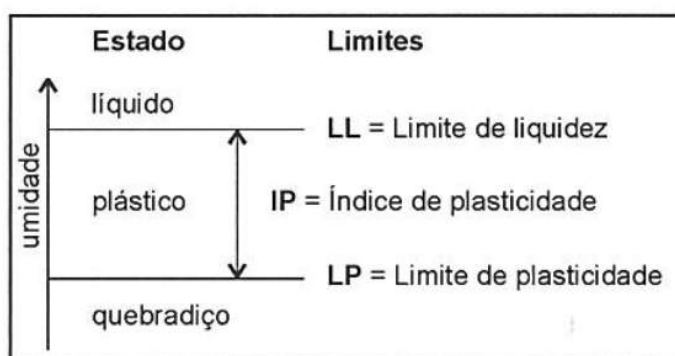 Estado Limites
líquido
LL = Limite de liquidez
umidade
plástico IP = Índice de plasticidade
LP = Limite de plasticidade
quebradiço